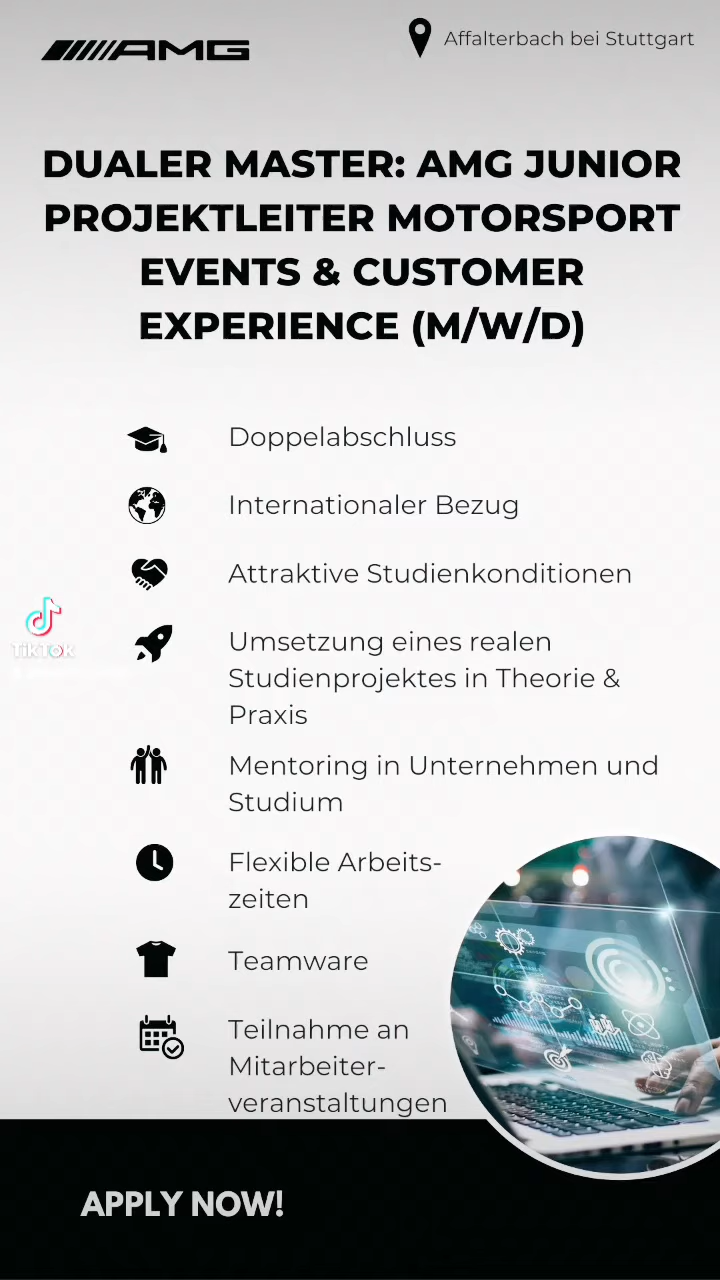 AMG
Affalterbach bei Stuttgart
DUALER MASTER: AMG JUNIOR
PROJEKTLEITER MOTORSPORT
EVENTS & CUSTOMER
EXPERIENCE (M/W/D)
Doppelabschluss
Internationaler Bezug
Attraktive Studienkonditionen
Umsetzung eines realen
Studienprojektes in Theorie &
Praxis
Mentoring in Unternehmen und
Studium
Flexible Arbeits-
zeiten
Teamware
Teilnahme an
Mitarbeiter-
veranstaltungen
TikTok
APPLY NOW!